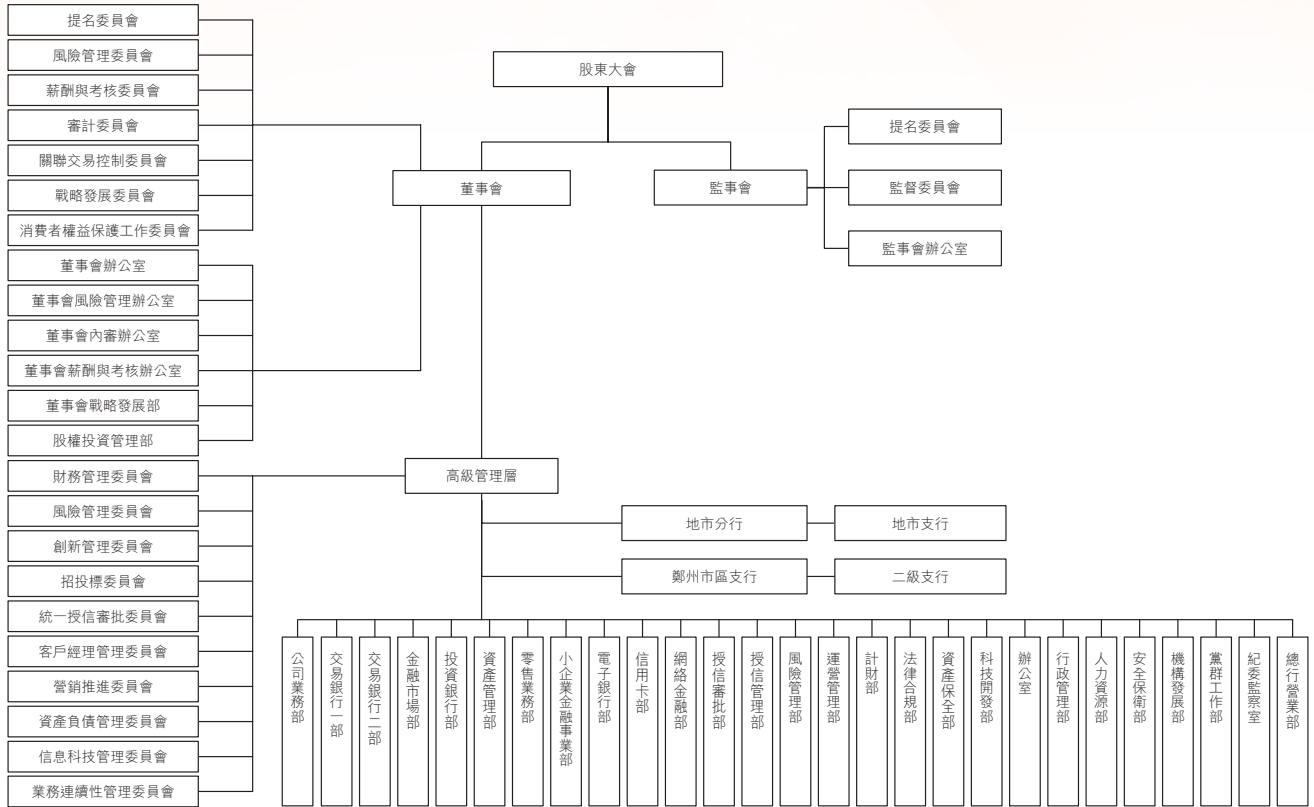 提名委員會
風險管理委員會
薪酬與考核委員會
審計委員會
關聯交易控制委員會
戰略發展委員會
消費者權益保護工作委員會
董事會辦公室
董事會風險管理辦公室
董事會內審辦公室
董事會薪酬與考核辦公室
董事會戰略發展部
股權投資管理部
財務管理委員會
風險管理委員會
創新管理委員會
招投標委員會
統一授信審批委員會
客戶經理管理委員會
營銷推進委員會
資產負債管理委員會
信息科技管理委員會
業務連續性管理委員會
股東大會
董事會
監事會
提名委員會
監督委員會
監事會辦公室
高級管理層
地市分行
地市支行
鄭州市區支行
二級支行
公司業務部
交易銀行一部
交易銀行二部
金融市場部
投資銀行部
資產管理部
零售業務部
小企業金融事業部
電子銀行部
信用卡部
網絡金融部
授信審批部
授信管理部
風險管理部
運營管理部
計財部
法律合規部
資產保全部
科技開發部
辦公室
行政管理部
人力資源部
安全保衛部
機構發展部
黨群工作部
紀委監察室
總行營業部